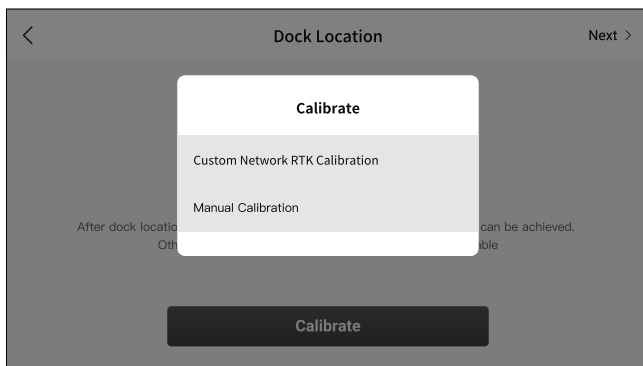 Dock Location
Next
Calibrate
Custom Network RTK Calibration
Manual Calibration
After dock locatio can be achieved.
Oth able
Calibrate